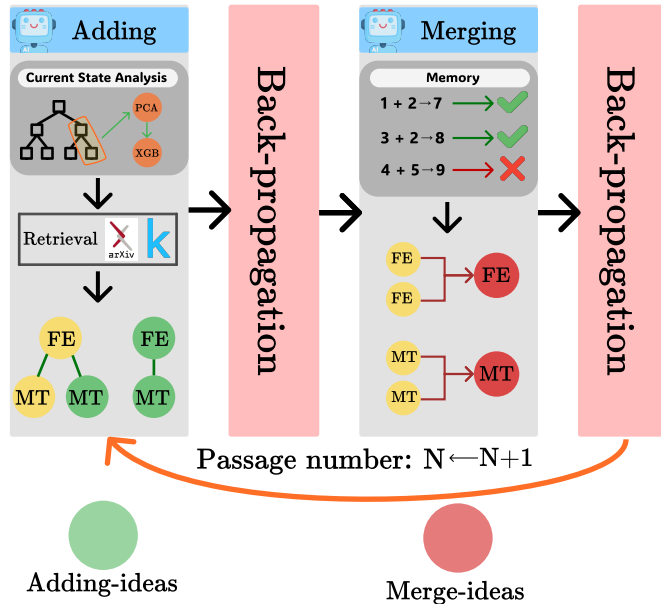 Adding
Current State Analysis
PCA
XGB
Retrieval
arXiv
k
FE
MT
MT
FE
MT
Back-propagation
Merging
Memory
1 + 2→7
3 + 2→8
4 + 5→9
FE
FE
FE
MT
MT
MT
Back-propagation
Passage number: N⟵N+1
Adding-ideas
Merge-ideas